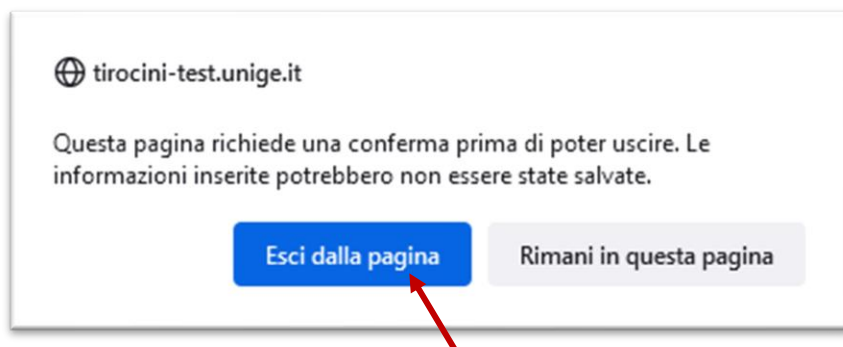 tirocini-test.unige.it
Questa pagina richiede una conferma prima di poter uscire. Le
informazioni inserite potrebbero non essere state salvate.
Esci dalla pagina
Rimani in questa pagina